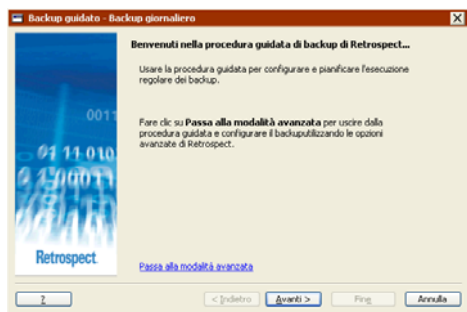 Backup guidato - Backup giornaliero
Benvenuti nella procedura guidata di backup di Retrospect...
Usare la procedura guidata per configurare e pianificare l'esecuzione
regolare dei backup.
Fare clic su Passa alla modalità avanzata per uscire dalla
procedura guidata e configurare il backuputilizzando le opzioni
avanzate di Retrospect.
Retrospect
Passa alla modalità avanzata
?
< Indietro
Avanti >
Fine
Annulla